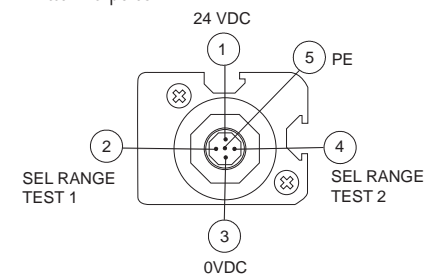 24 VDC
1
5 PE
2
4
SEL RANGE
TEST 1
SEL RANGE
TEST 2
3
0VDC